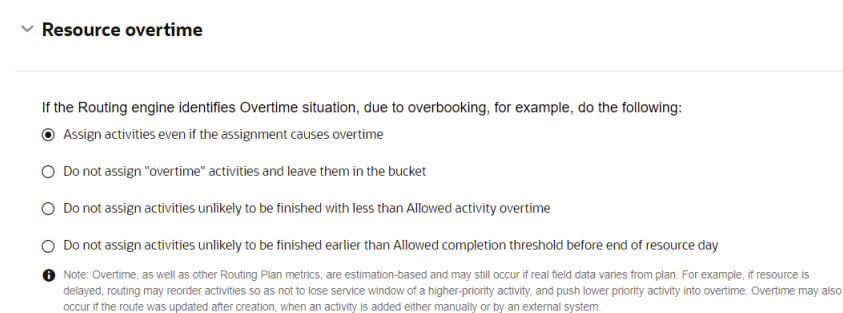 Resource overtime
If the Routing engine identifies Overtime situation, due to overbooking, for example, do the following:
Assign activities even if the assignment causes overtime
Do not assign "overtime" activities and leave them in the bucket
Do not assign activities unlikely to be finished with less than Allowed activity overtime
Do not assign activities unlikely to be finished earlier than Allowed completion threshold before end of resource day
Note: Overtime, as well as other Routing Plan metrics, are estimation-based and may still occur if real field data varies from plan. For example, if resource is
delayed, routing may reorder activities so as not to lose service window of a higher-priority activity, and push lower priority activity into overtime. Overtime may also
occur if the route was updated after creation, when an activity is added either manually or by an external system.